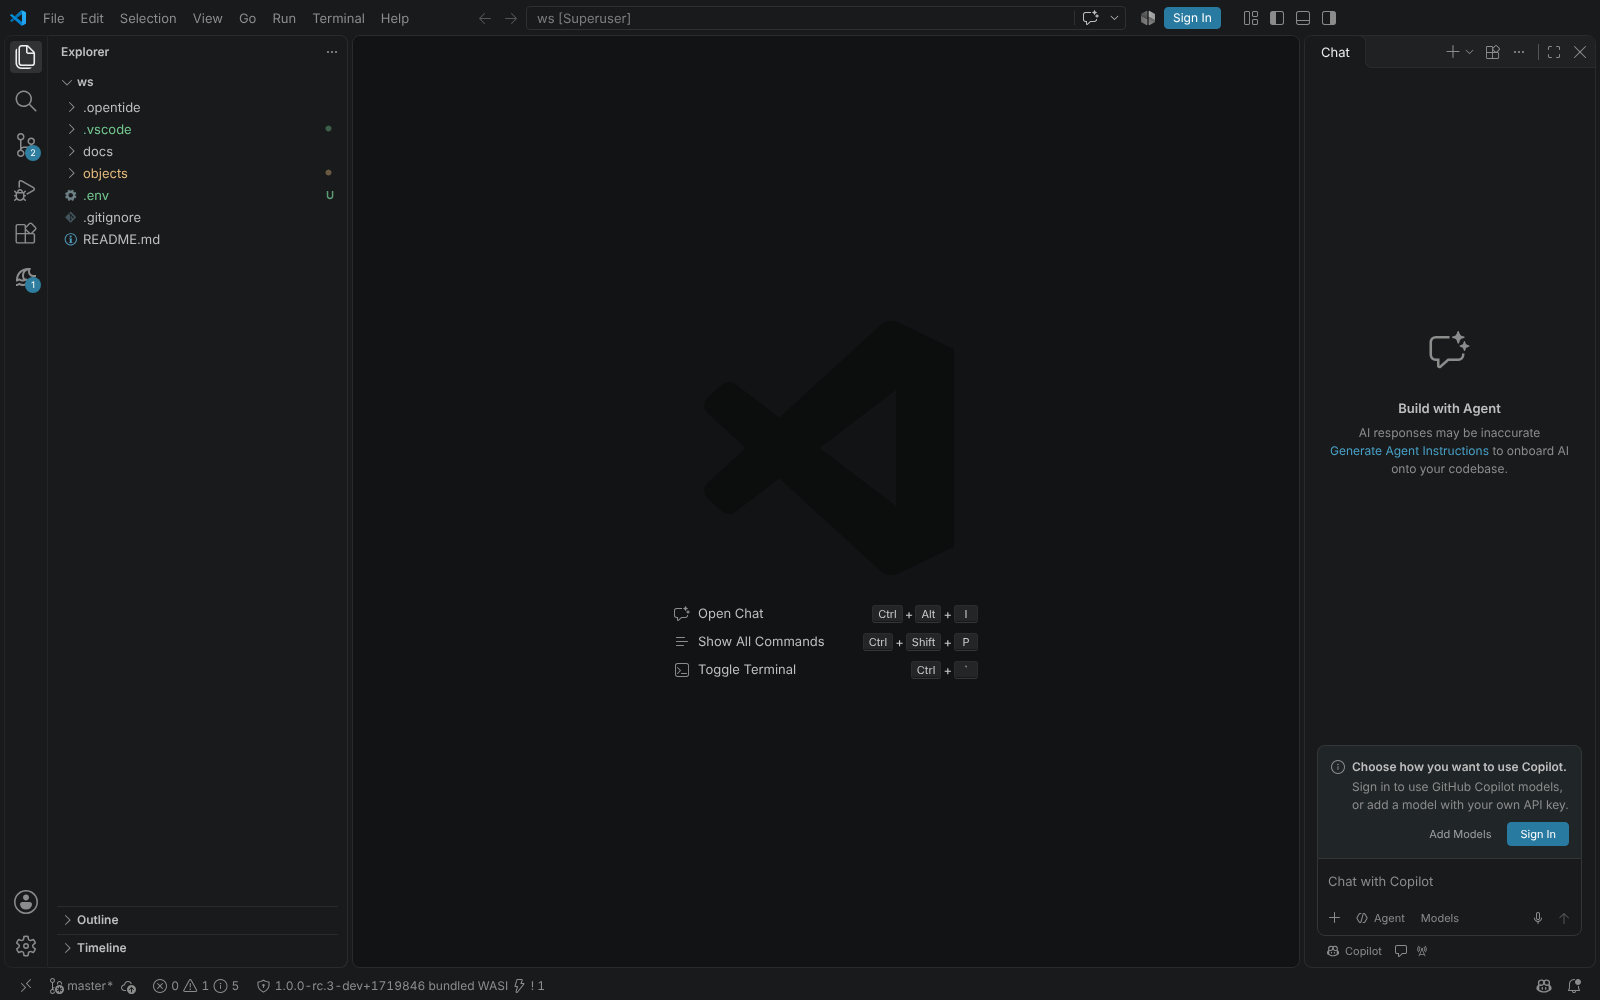 File Edit Selection View Go Run Terminal Help
ws [Superuser]
Sign In
Explorer
ws
.opentide
.vscode
docs
objects
.env U
.gitignore
README.md
2
1
Outline
Timeline
Open Chat Ctrl + Alt + I
Show All Commands Ctrl + Shift + P
Toggle Terminal Ctrl + `
Chat
Build with Agent
AI responses may be inaccurate
Generate Agent Instructions to onboard AI
onto your codebase.
Choose how you want to use Copilot.
Sign in to use GitHub Copilot models,
or add a model with your own API key.
Add Models Sign In
Chat with Copilot
Agent Models
Copilot
master* 0 1 5 1.0.0-rc.3-dev+1719846 bundled WASI ! 1